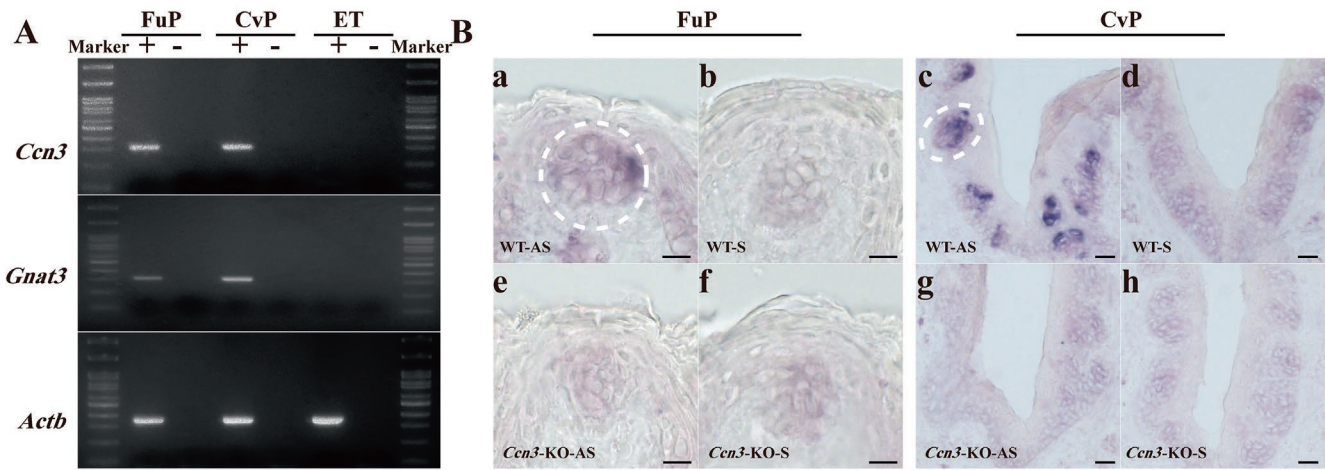 A
FuP CvP ET
Marker + - + - + - Marker
Ccn3
Gnat3
Actb
B
FuP CvP
a b c d
WT-AS WT-S WT-AS WT-S
e f g h
Ccn3-KO-AS Ccn3-KO-S Ccn3-KO-AS Ccn3-KO-S